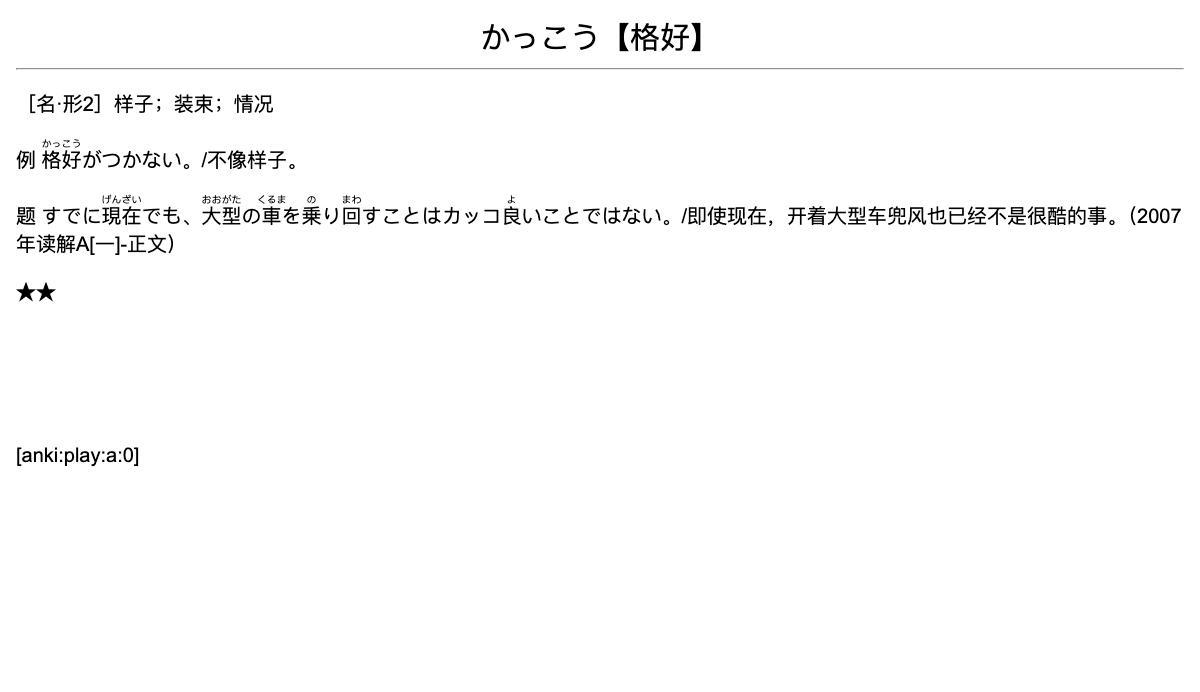 かっこう【格好】
［名·形2］样子；装束；情况
かっこう
例 格好がつかない。/不像样子。
げんざい おおがた くるま の まわ よ
题 すでに現在でも、大型の車を乗り回すことはカッコ良いことではない。/即使现在，开着大型车兜风也已经不是很酷的事。（2007
年读解A[一]-正文）
★★
[anki:play:a:0]